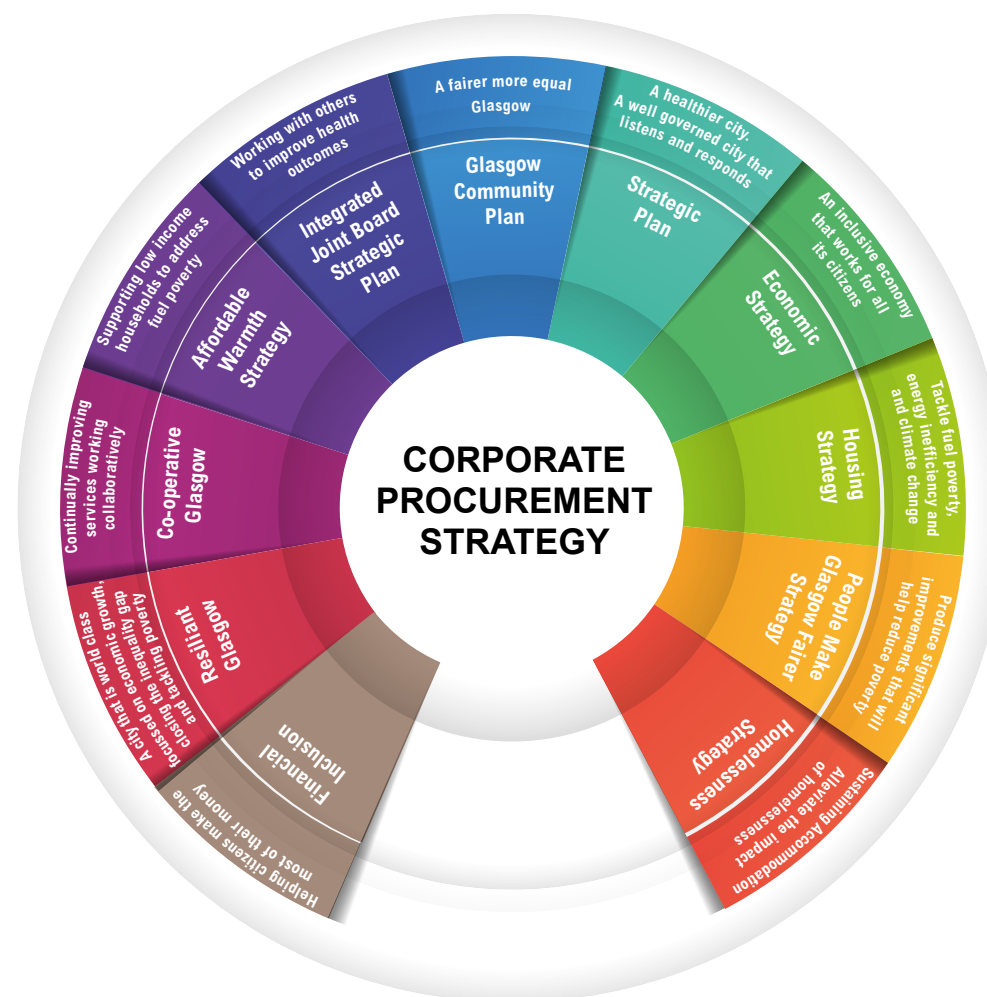 CORPORATE
PROCUREMENT
STRATEGY
Helping citizens make the
most of their money
Financial
Inclusion
A city that is world class
focussed on economic growth,
closing the inequality gap
and tackling poverty
Resiliant
Glasgow
Continually improving
services working
collaboratively
Co-operative
Glasgow
Supporting low income
households to address
fuel poverty
Affordable
Warmth
Strategy
Working with others
to improve health
outcomes
Integrated
Joint Board
Strategic
Plan
A fairer more equal
Glasgow
Glasgow
Community
Plan
A healthier city.
A well governed city that
listens and responds
Strategic
Plan
An inclusive economy
that works for all
its citizens
Economic
Strategy
Tackle fuel poverty,
energy inefficiency and
and climate change
Housing
Strategy
Produce significant
improvements that will
help reduce poverty
People Make
Glasgow Fairer
Strategy
Sustaining Accommodation
Alleviate the impact
of homelessness
Homelessness
Strategy